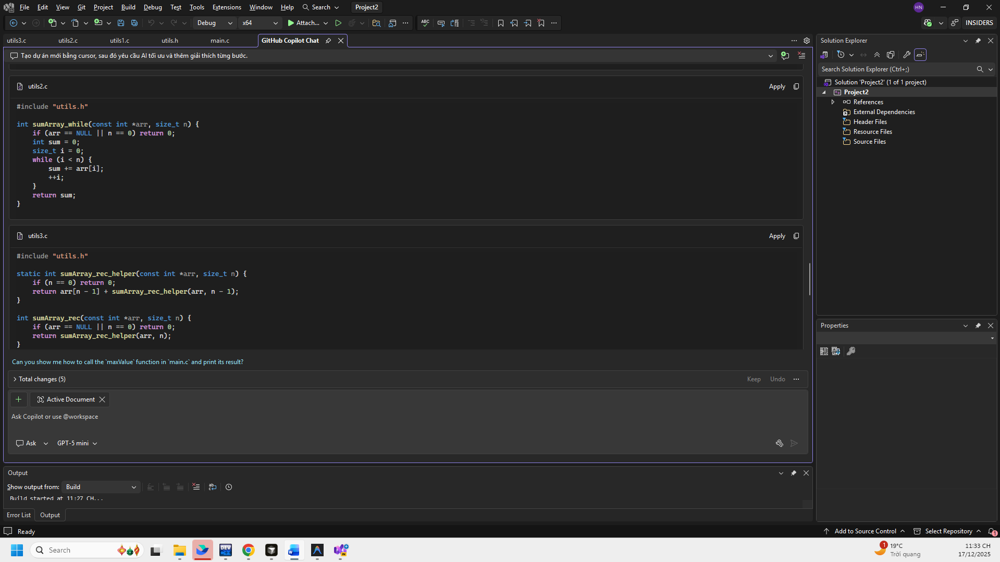 File Edit View Git Project Build Debug Test Tools Extensions Window Help Search Project2 HN
Debug x64 Attach... ABC INSIDERS
utils3.c utils2.c utils1.c utils.h main.c GitHub Copilot Chat
Tạo dự án mới bằng cursor, sau đó yêu cầu AI tối ưu và thêm giải thích từng bước.
utils2.c Apply
#include "utils.h"
int sumArray_while(const int *arr, size_t n) {
if (arr == NULL || n == 0) return 0;
int sum = 0;
size_t i = 0;
while (i < n) {
sum += arr[i];
++i;
}
return sum;
}
utils3.c Apply
#include "utils.h"
static int sumArray_rec_helper(const int *arr, size_t n) {
if (n == 0) return 0;
return arr[n - 1] + sumArray_rec_helper(arr, n - 1);
}
int sumArray_rec(const int *arr, size_t n) {
if (arr == NULL || n == 0) return 0;
return sumArray_rec_helper(arr, n);
}
Can you show me how to call the `maxValue` function in `main.c` and print its result?
Total changes (5) Keep Undo
Active Document
Ask Copilot or use @workspace
Ask GPT-5 mini
Output
Show output from: Build
Build started at 11:27 CH...
Error List Output
Solution Explorer
Search Solution Explorer (Ctrl+;)
Solution 'Project2' (1 of 1 project)
Project2
References
External Dependencies
Header Files
Resource Files
Source Files
Properties
Ready Add to Source Control Select Repository 1
Search DEV W 1 19°C 11:33 CH
Trời quang 17/12/2025